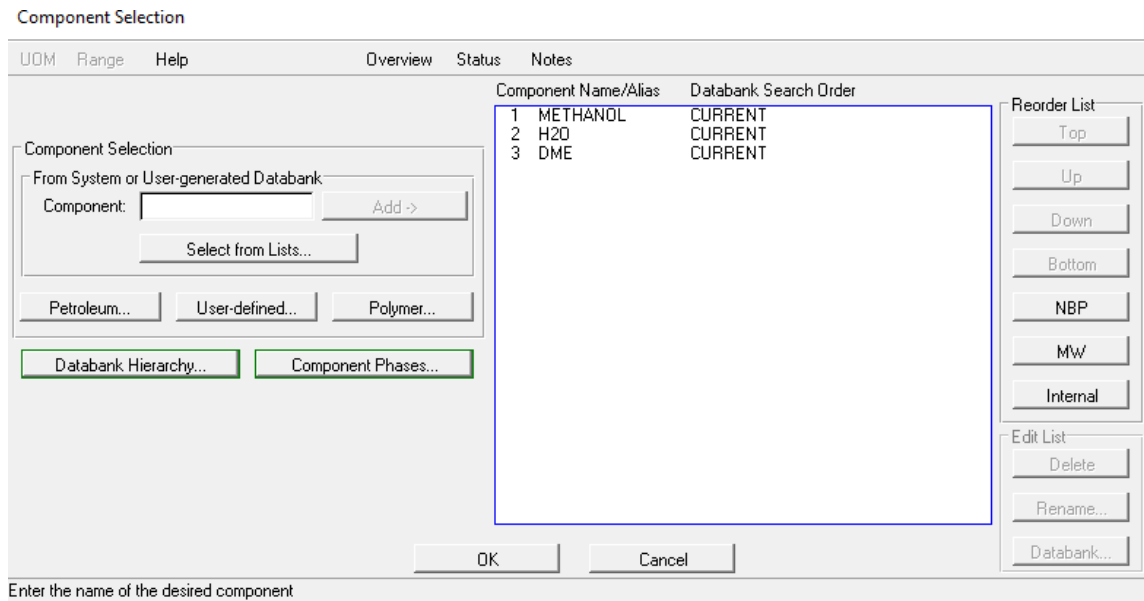 Component Selection
UOM Range Help Overview Status Notes
Component Name/Alias Databank Search Order
1 METHANOL CURRENT
2 H2O CURRENT
3 DME CURRENT
Component Selection
From System or User-generated Databank
Component: Add ->
Select from Lists...
Petroleum... User-defined... Polymer...
Databank Hierarchy... Component Phases...
Reorder List
Top
Up
Down
Bottom
NBP
MW
Internal
Edit List
Delete
Rename...
Databank...
OK Cancel
Enter the name of the desired component